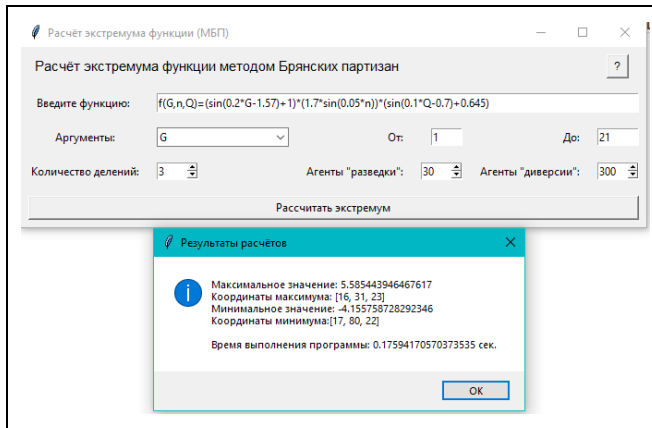 Расчёт экстремума функции (МБП)
Расчёт экстремума функции методом Брянских партизан ?
Введите функцию: f(G,n,Q)=(sin(0.2*G-1.57)+1)*(1.7*sin(0.05*n))*(sin(0.1*Q-0.7)+0.645)
Аргументы: G От: 1 До: 21
Количество делений: 3 Агенты "разведки": 30 Агенты "диверсии": 300
Рассчитать экстремум
Результаты расчётов
Максимальное значение: 5.585443946467617
Координаты максимума: [16, 31, 23]
Минимальное значение: -4.155758728292346
Координаты минимума:[17, 80, 22]
Время выполнения программы: 0.17594170570373535 сек.
OK